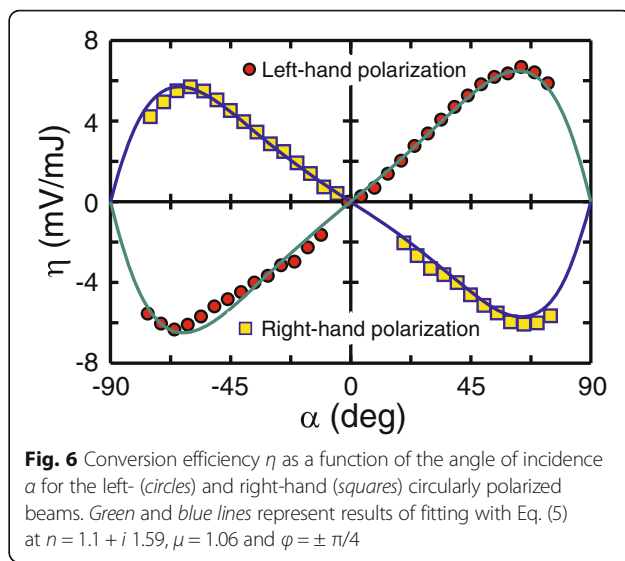 8
4
0
-4
-8
η (mV/mJ)
Left-hand polarization
Right-hand polarization
-90 -45 0 45 90
α (deg)
Fig. 6 Conversion efficiency η as a function of the angle of incidence
α for the left- (circles) and right-hand (squares) circularly polarized
beams. Green and blue lines represent results of fitting with Eq. (5)
at n = 1.1 + i 1.59, μ = 1.06 and φ = ± π/4